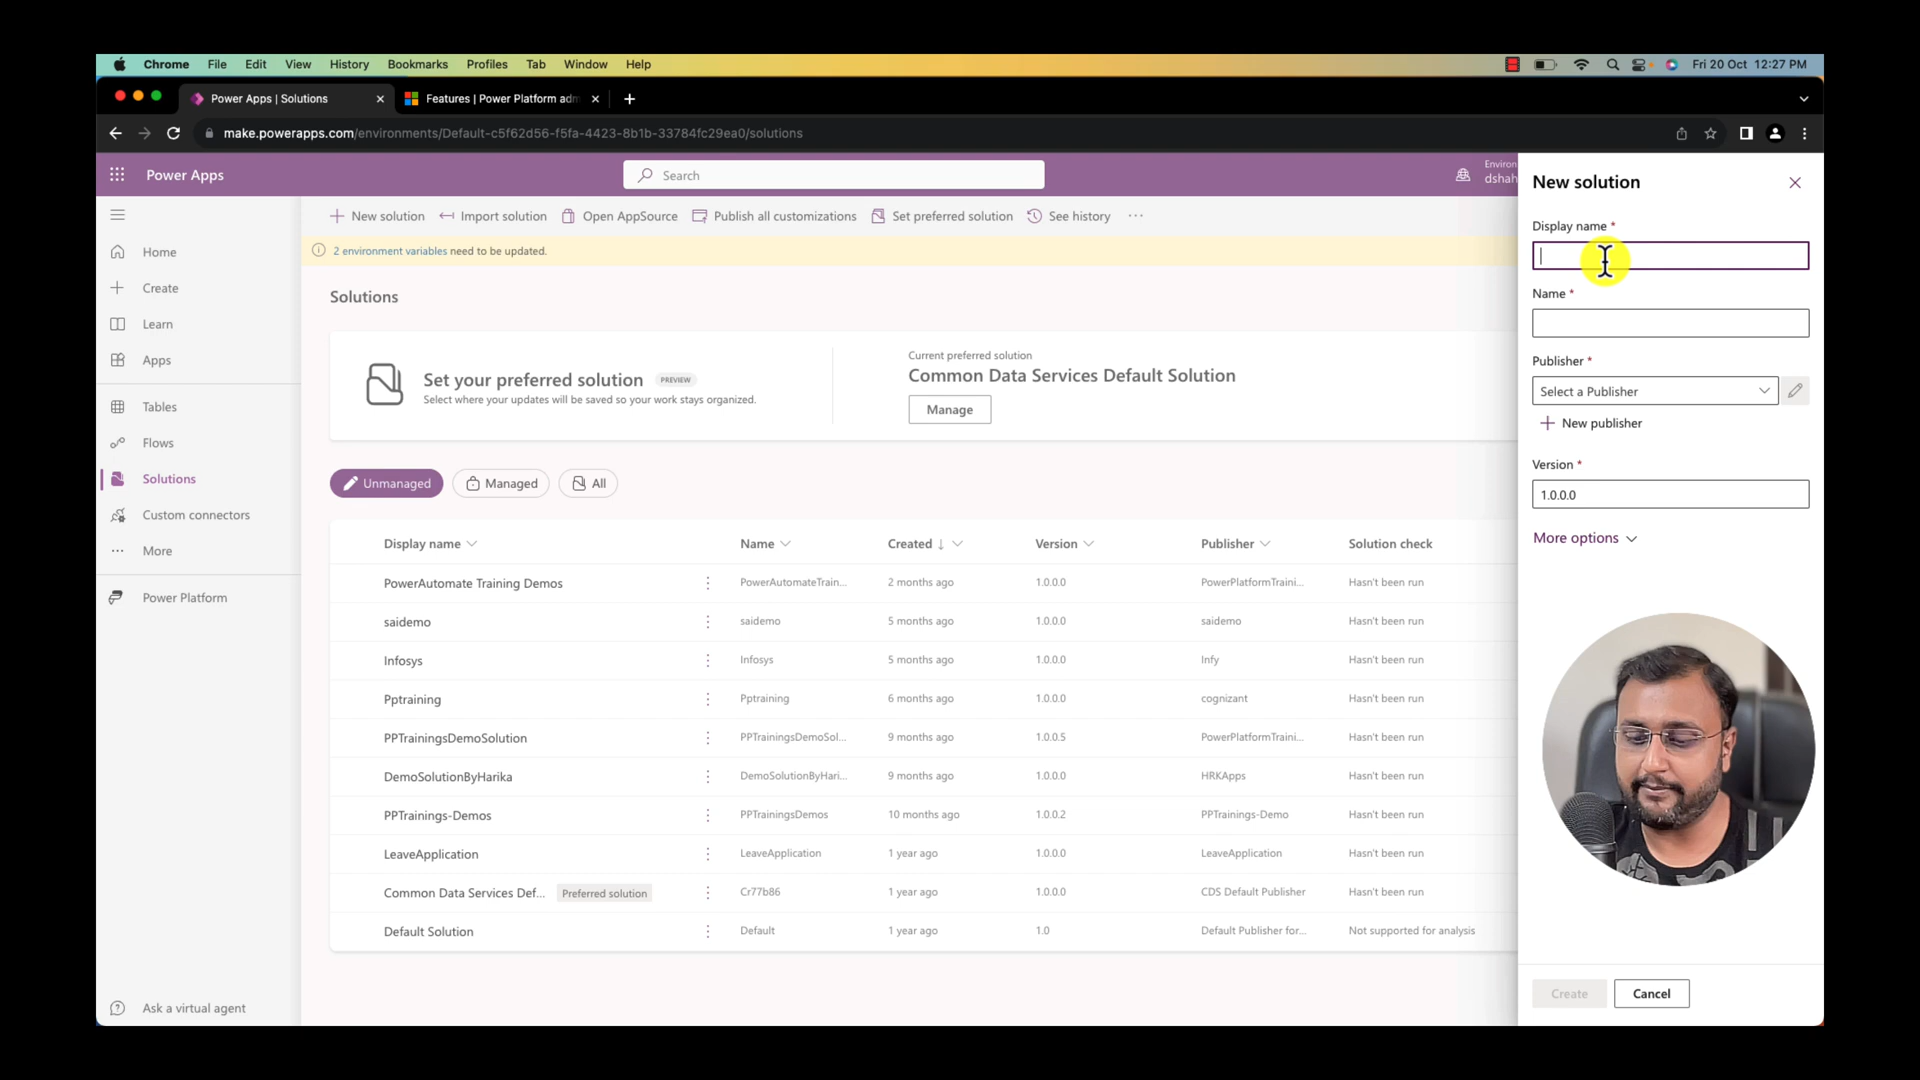 Chrome File Edit View History Bookmarks Profiles Tab Window Help Fri 20 Oct 12:27 PM
Power Apps | Solutions Features | Power Platform adm
make.powerapps.com/environments/Default-c5f62d56-f5fa-4423-8b1b-33784fc29ea0/solutions
Power Apps Search Environ
dshah
New solution Import solution Open AppSource Publish all customizations Set preferred solution See history
2 environment variables need to be updated.
Home
Create
Learn
Apps
Tables
Flows
Solutions
Custom connectors
More
Power Platform
Ask a virtual agent
Solutions
Set your preferred solution PREVIEW
Select where your updates will be saved so your work stays organized.
Current preferred solution
Common Data Services Default Solution
Manage
Unmanaged Managed All
Display name Name Created Version Publisher Solution check
PowerAutomate Training Demos PowerAutomateTrain... 2 months ago 1.0.0.0 PowerPlatformTraini... Hasn't been run
saidemo saidemo 5 months ago 1.0.0.0 saidemo Hasn't been run
Infosys Infosys 5 months ago 1.0.0.0 Infy Hasn't been run
Pptraining Pptraining 6 months ago 1.0.0.0 cognizant Hasn't been run
PPTrainingsDemoSolution PPTrainingsDemoSol... 9 months ago 1.0.0.5 PowerPlatformTraini... Hasn't been run
DemoSolutionByHarika DemoSolutionByHari... 9 months ago 1.0.0.0 HRKApps Hasn't been run
PPTrainings-Demos PPTrainingsDemos 10 months ago 1.0.0.2 PPTrainings-Demo Hasn't been run
LeaveApplication LeaveApplication 1 year ago 1.0.0.0 LeaveApplication Hasn't been run
Common Data Services Def... Preferred solution Cr77b86 1 year ago 1.0.0.0 CDS Default Publisher Hasn't been run
Default Solution Default 1 year ago 1.0 Default Publisher for... Not supported for analysis
New solution
Display name *
Name *
Publisher *
Select a Publisher
New publisher
Version *
1.0.0.0
More options
Create Cancel